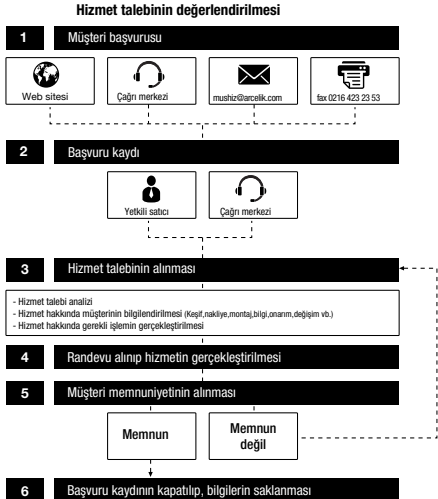 Hizmet talebinin değerlendirilmesi
1 Müşteri başvurusu
Web sitesi
Çağrı merkezi
mushiz@arcelik.com
fax 0216 423 23 53
2 Başvuru kaydı
Yetkili satıcı
Çağrı merkezi
3 Hizmet talebinin alınması
- Hizmet talebi analizi
- Hizmet hakkında müşterinin bilgilendirilmesi (Keşif,nakliye,montaj,bilgi,onarım,değişim vb.)
- Hizmet hakkında gerekli işlemin gerçekleştirilmesi
4 Randevu alınıp hizmetin gerçekleştirilmesi
5 Müşteri memnuniyetinin alınması
Memnun
Memnun
değil
6 Başvuru kaydının kapatılıp, bilgilerin saklanması